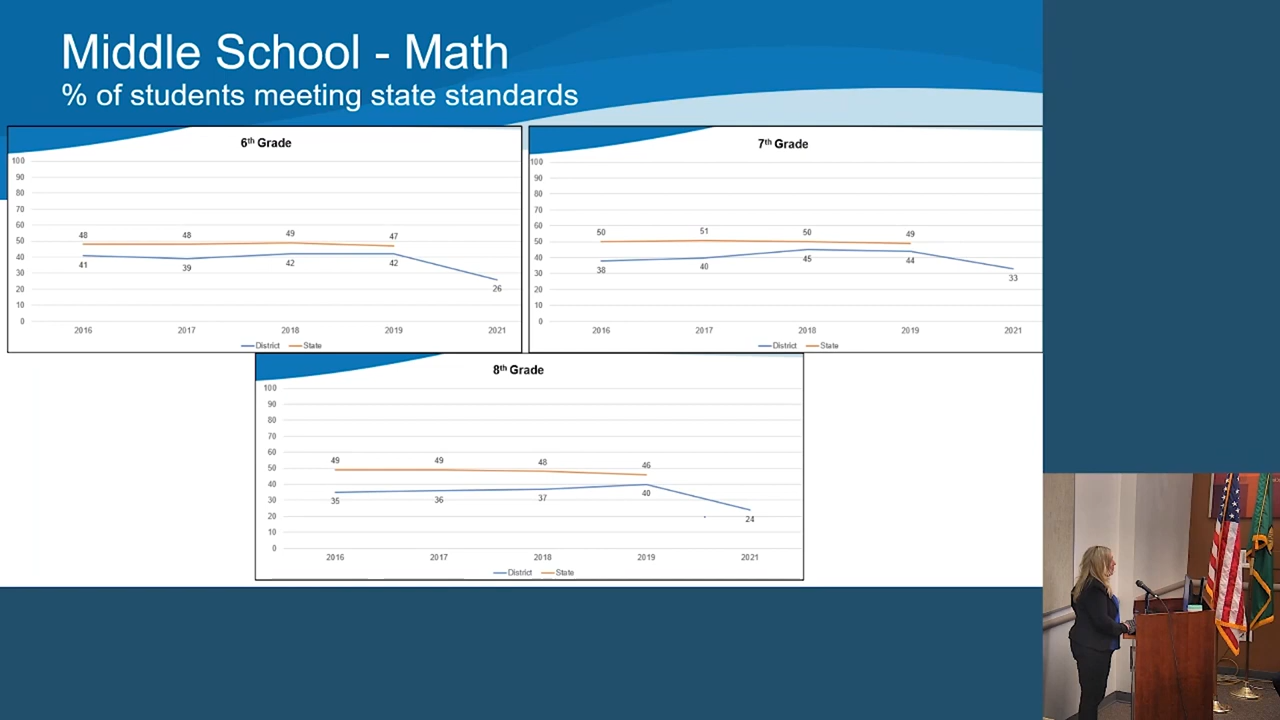 Middle School - Math
% of students meeting state standards
6th Grade
100
90
80
70
60
50
40
30
20
10
0
48 48 49 47
41 39 42 42 26
2016 2017 2018 2019 2021
District State
7th Grade
100
90
80
70
60
50
40
30
20
10
0
50 51 50 49
38 40 45 44 33
2016 2017 2018 2019 2021
District State
8th Grade
100
90
80
70
60
50
40
30
20
10
0
49 49 48 46
35 36 37 40 24
2016 2017 2018 2019 2021
District State